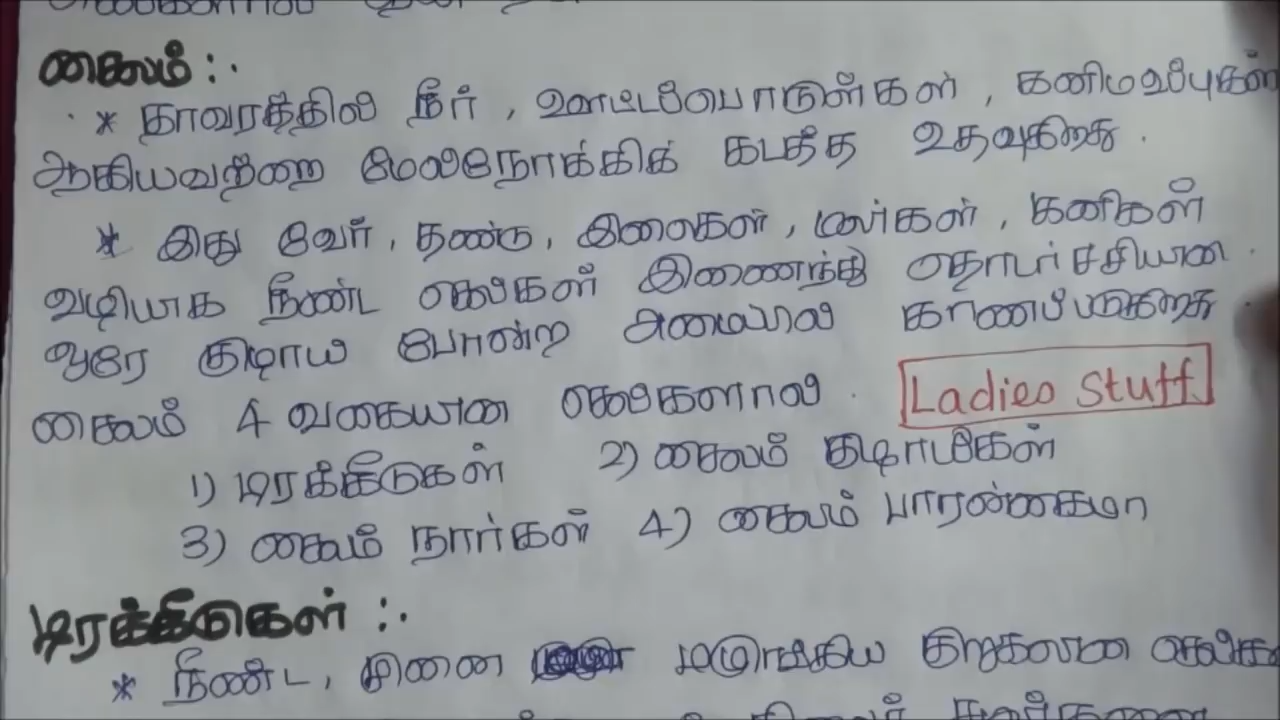 சைலம் :-
* தாவரத்தில் நீர் , ஊட்டப்பொருள்கள் , கனிம உப்புகள்
ஆகியவற்றை மேல்நோக்கிக் கடத்த உதவுகிறது .
* இது வேர் , தண்டு , இலைகள் , மலர்கள் , கனிகள்
வழியாக நீண்ட செல்கள் இணைந்து தொடர்ச்சியான
ஒரே குழாய் போன்ற அமைப்பில் காணப்படுகிறது
சைலம் 4 வகையான செல்களால் .
Ladies Stuff
1) டிரக்கீடுகள் 2) சைலம் குழாய்கள்
3) சைலம் நார்கள் 4) சைலம் பாரன்கைமா
டிரக்கீடுகள் :-
* நீண்ட , முனை மழுங்கிய குறுகலான